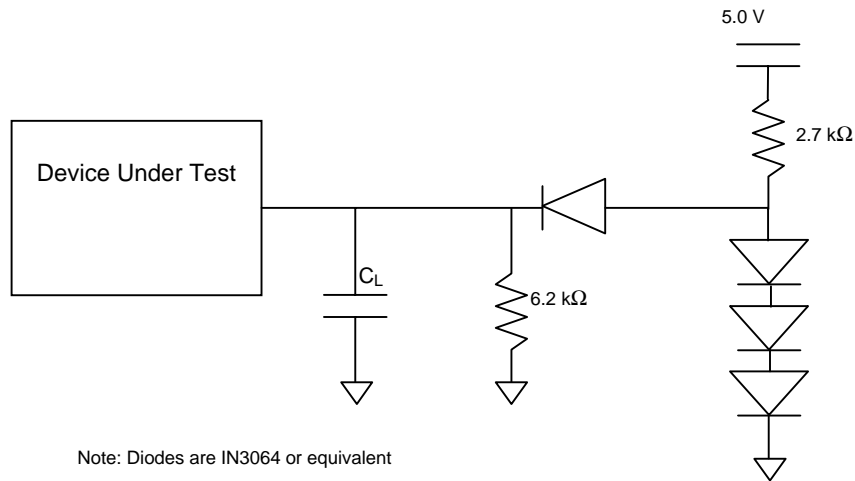 5.0 V
2.7 kΩ
Device Under Test
CL
6.2 kΩ
Note: Diodes are IN3064 or equivalent